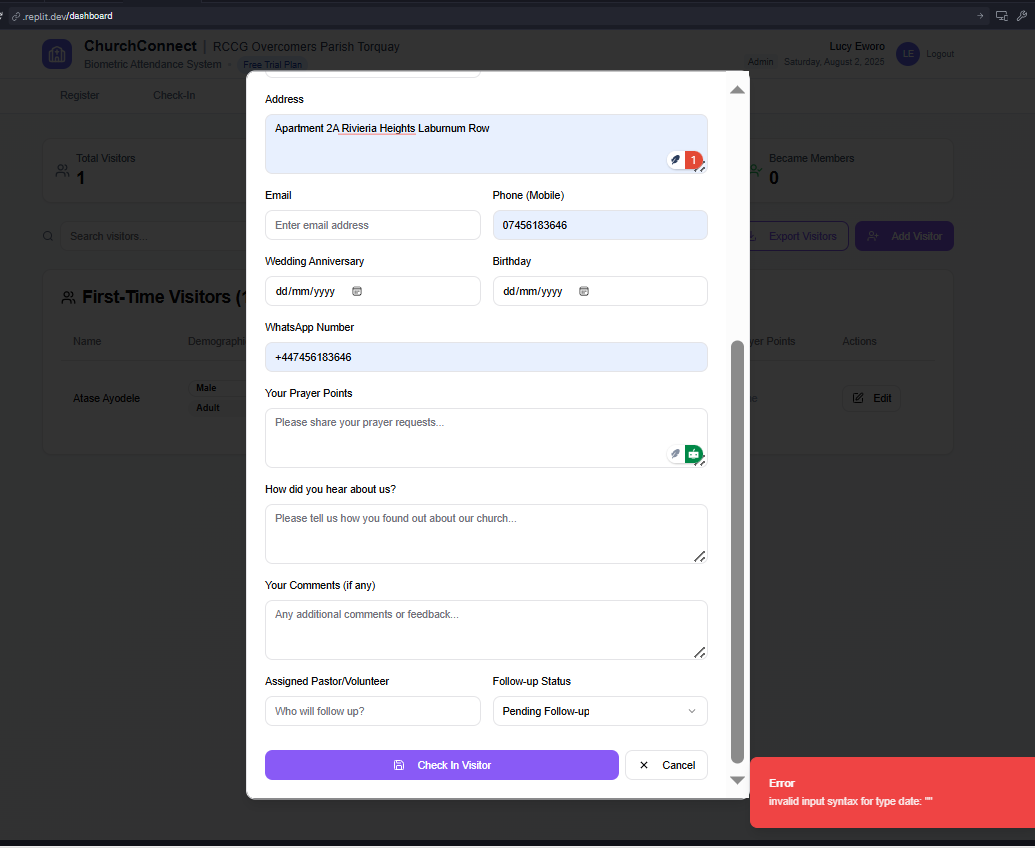 .replit.dev/dashboard
ChurchConnect | RCCG Overcomers Parish Torquay
Biometric Attendance System
Free Trial Plan
Lucy Eworo
Admin Saturday, August 2, 2025
LE
Logout
Register
Check-In
Total Visitors
1
Became Members
0
Search visitors...
Export Visitors
Add Visitor
First-Time Visitors (
Name
Demograph
Points
Actions
Atase Ayodele
Male
Adult
Edit
Address
Apartment 2A Rivieria Heights Laburnum Row
1
Email
Phone (Mobile)
Enter email address
07456183646
Wedding Anniversary
Birthday
dd/mm/yyyy
dd/mm/yyyy
WhatsApp Number
+447456183646
Your Prayer Points
Please share your prayer requests...
How did you hear about us?
Please tell us how you found out about our church...
Your Comments (if any)
Any additional comments or feedback...
Assigned Pastor/Volunteer
Follow-up Status
Who will follow up?
Pending Follow-up
Check In Visitor
Cancel
Error
invalid input syntax for type date: ""